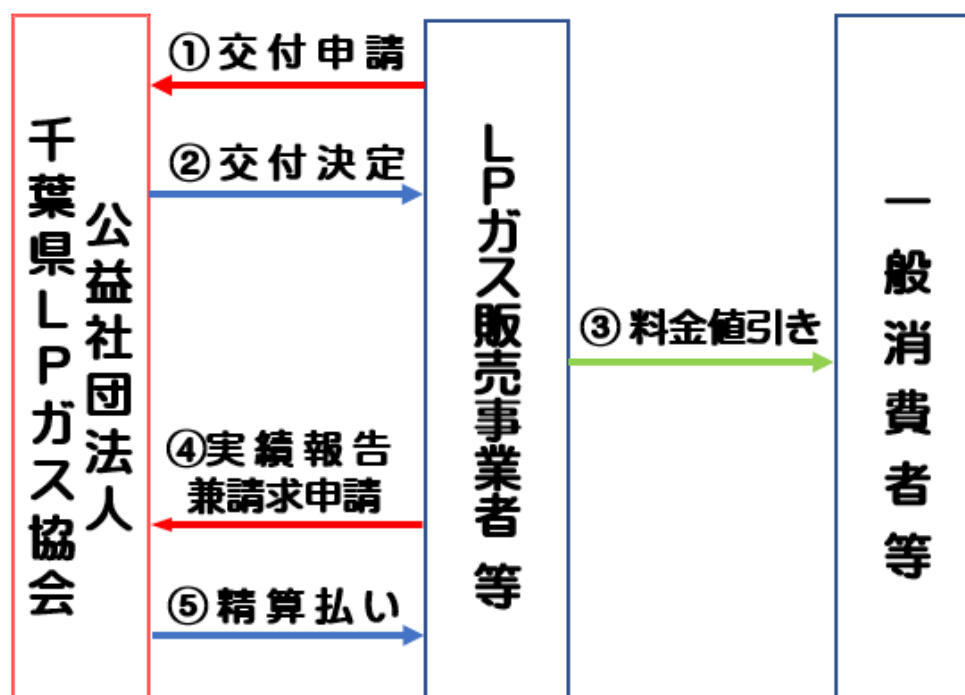 公益社団法人
千葉県LPガス協会
①交付申請
②交付決定
④実績報告
兼請求申請
⑤精算払い
LPガス販売事業者 等
③料金値引き
一般消費者等